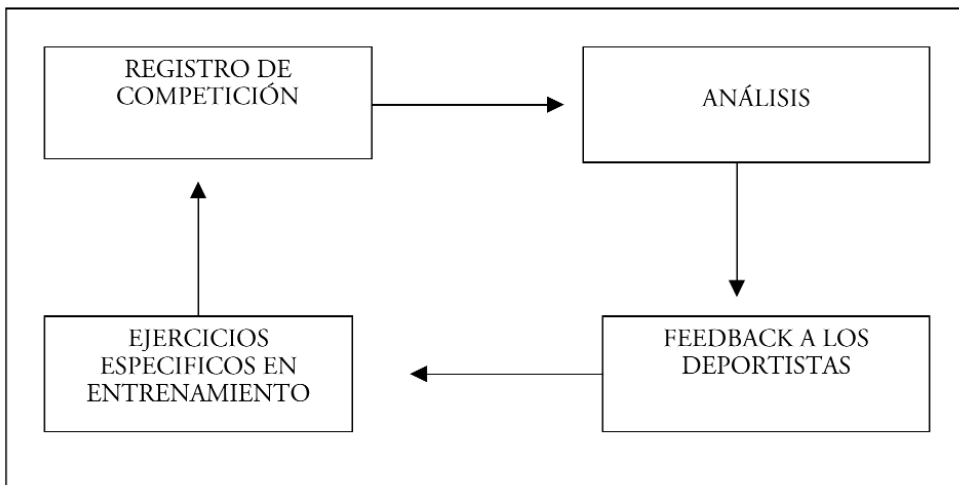 REGISTRO DE
COMPETICIÓN
ANÁLISIS
FEEDBACK A LOS
DEPORTISTAS
EJERCICIOS
ESPECIFICOS EN
ENTRENAMIENTO